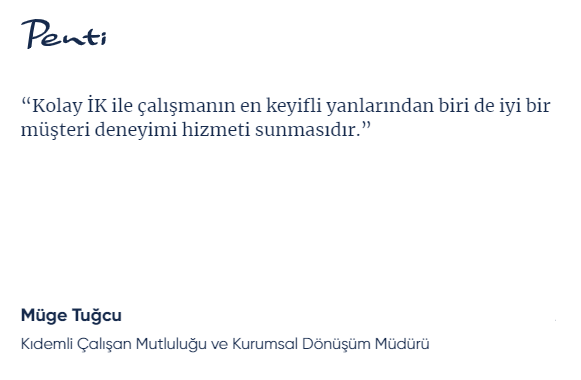 Penti
“Kolay İK ile çalışmanın en keyifli yanlarından biri de iyi bir
müşteri deneyimi hizmeti sunmasıdır.”
Müge Tuğcu
Kıdemli Çalışan Mutluluğu ve Kurumsal Dönüşüm Müdürü